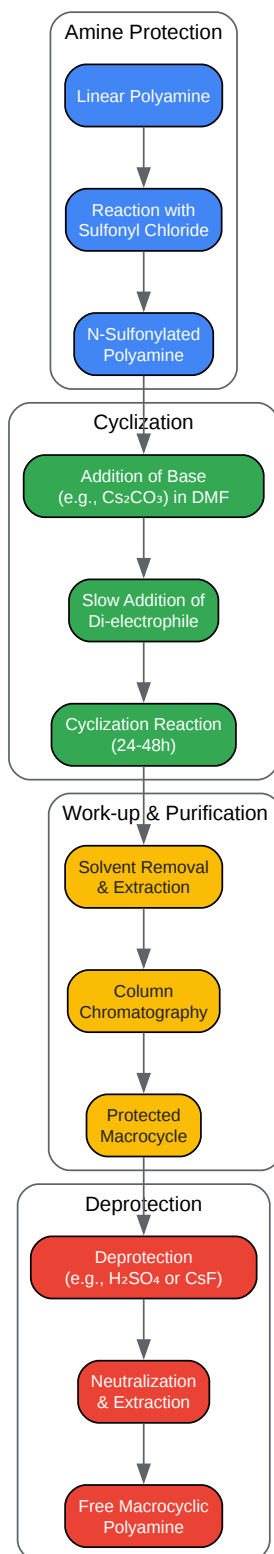 Amine Protection
Linear Polyamine
Reaction with
Sulfonyl Chloride
N-Sulfonylated
Polyamine
Cyclization
Addition of Base
(e.g., Cs₂CO₃) in DMF
Slow Addition of
Di-electrophile
Cyclization Reaction
(24-48h)
Work-up & Purification
Solvent Removal
& Extraction
Column
Chromatography
Protected
Macrocycle
Deprotection
Deprotection
(e.g., H₂SO₄ or CsF)
Neutralization
& Extraction
Free Macrocyclic
Polyamine